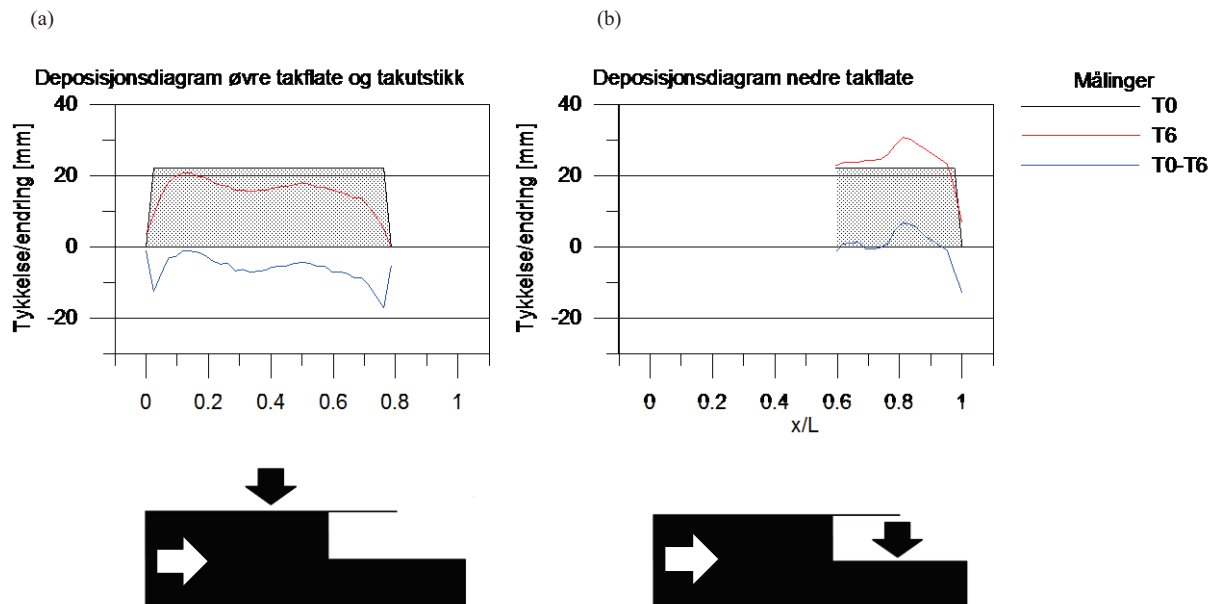 (a)
(b)
Deposisjonsdiagram øvre takflate og takutstikk
Deposisjonsdiagram nedre takflate
Målinger
T0
T6
T0-T6
Tykkelse/endring [mm]
40
20
0
-20
0 0.2 0.4 0.6 0.8 1
Tykkelse/endring [mm]
40
20
0
-20
0 0.2 0.4 0.6 0.8 1
x/L